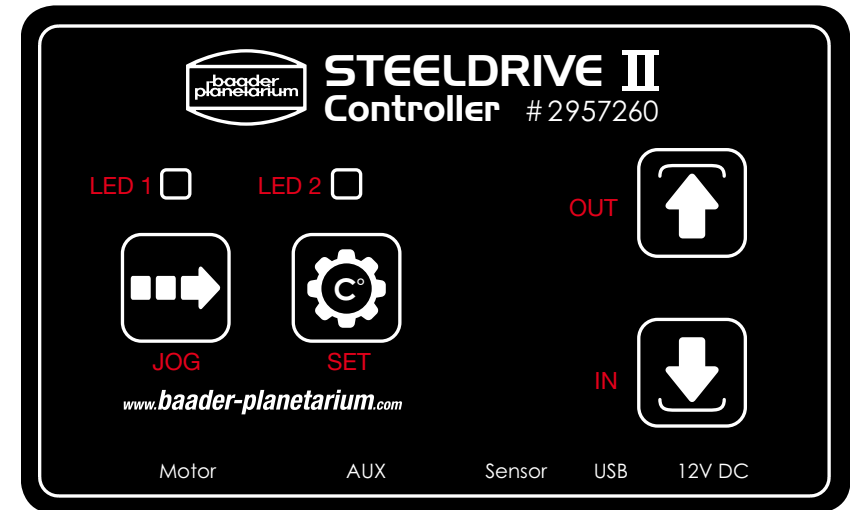 baader
planetarium
STEELDRIVE II
Controller #2957260
LED 1
LED 2
OUT
C°
JOG
SET
IN
www.baader-planetarium.com
Motor
AUX
Sensor
USB
12V DC